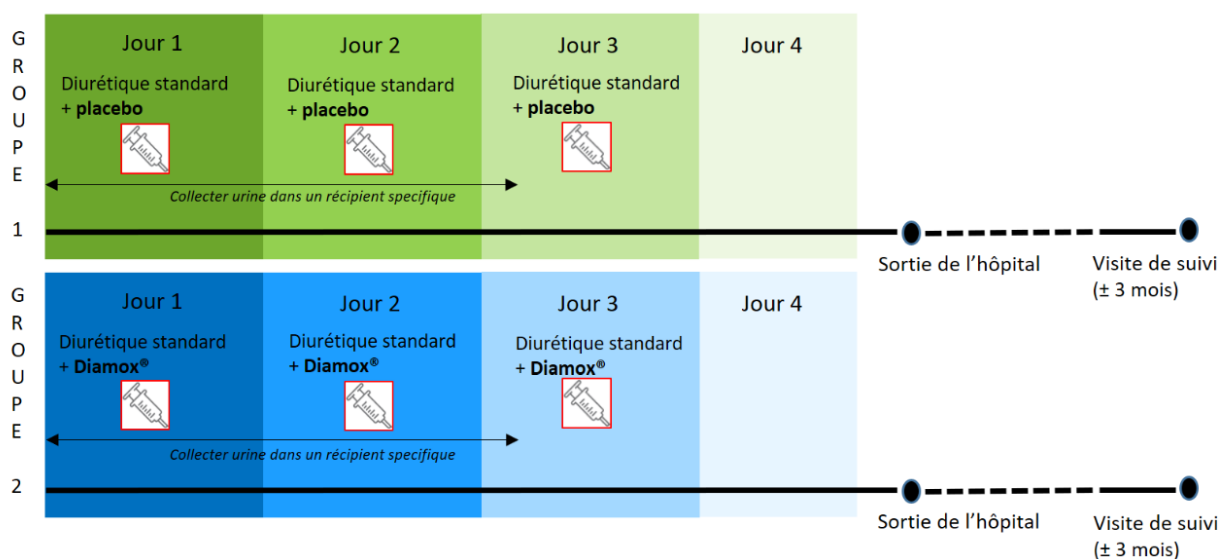 GROUPE 1
Jour 1
Diurétique standard
+ placebo
Jour 2
Diurétique standard
+ placebo
Jour 3
Diurétique standard
+ placebo
Jour 4
Collecter urine dans un récipient specifique
Sortie de l'hôpital
Visite de suivi
(± 3 mois)
GROUPE 2
Jour 1
Diurétique standard
+ Diamox®
Jour 2
Diurétique standard
+ Diamox®
Jour 3
Diurétique standard
+ Diamox®
Jour 4
Collecter urine dans un récipient specifique
Sortie de l'hôpital
Visite de suivi
(± 3 mois)